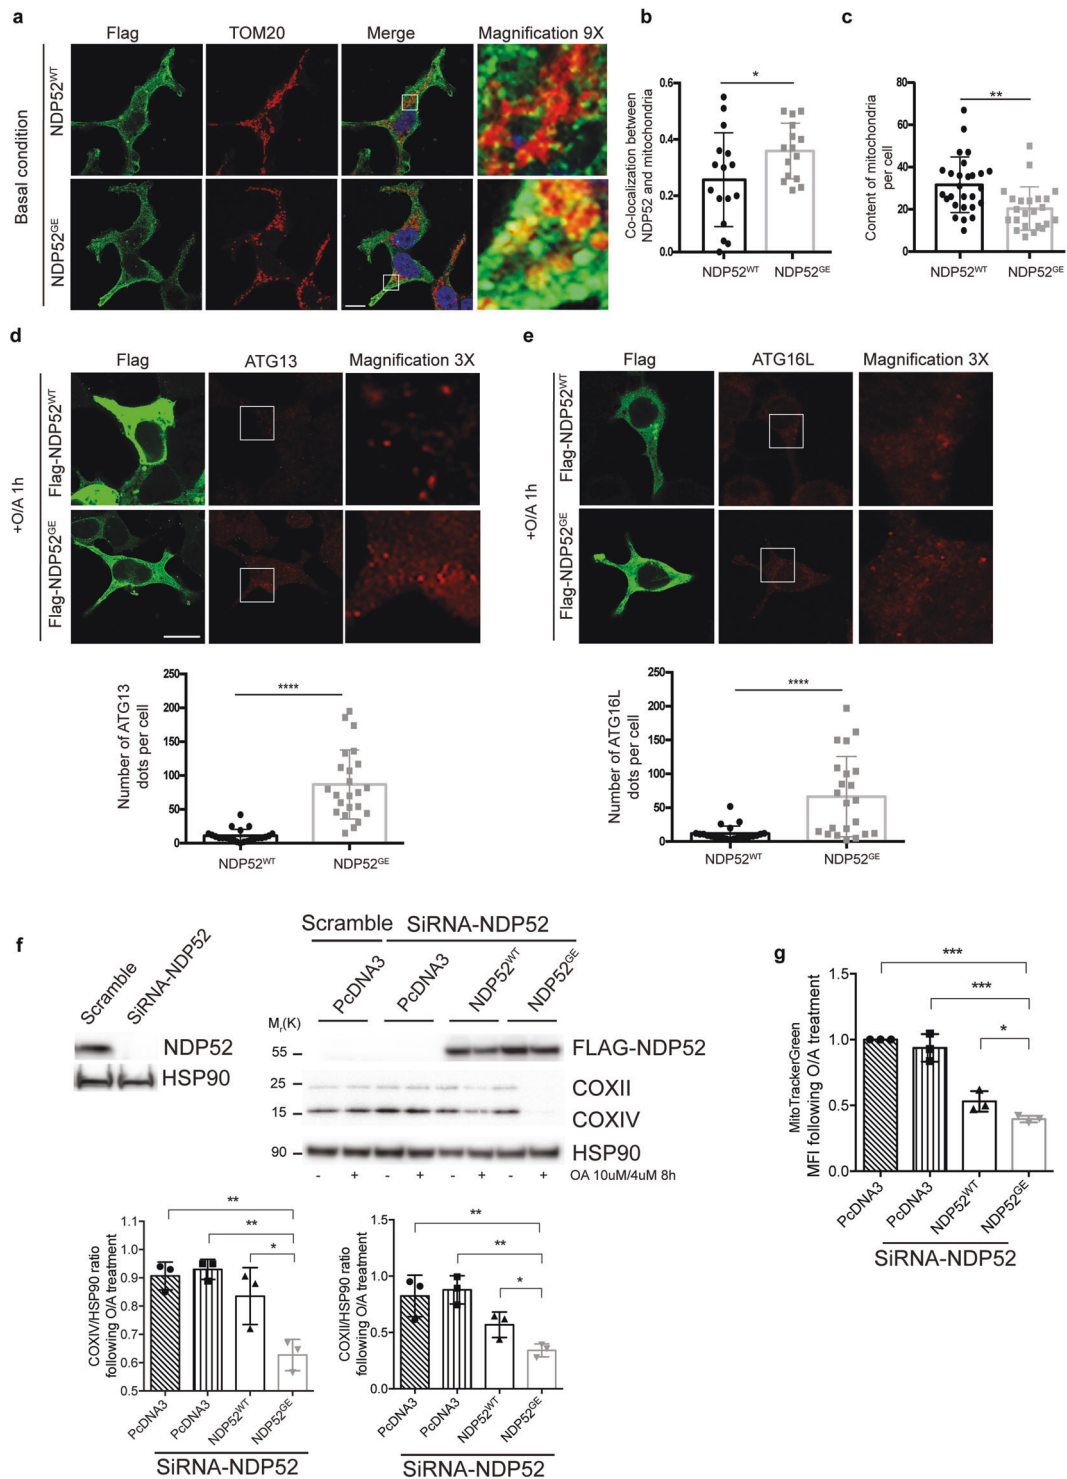 a
Flag TOM20 Merge Magnification 9X
Basal condition
NDP52WT
NDP52GE
b
Co-localization between
NDP52 and mitochondria
0.6
0.4
0.2
0.0
*
NDP52WT NDP52GE
c
Content of mitochondria
per cell
80
60
40
20
0
**
NDP52WT NDP52GE
d
Flag ATG13 Magnification 3X
+O/A 1h
Flag-NDP52WT
Flag-NDP52GE
Number of ATG13
dots per cell
250
200
150
100
50
0
****
NDP52WT NDP52GE
e
Flag ATG16L Magnification 3X
+O/A 1h
Flag-NDP52WT
Flag-NDP52GE
Number of ATG16L
dots per cell
250
200
150
100
50
0
****
NDP52WT NDP52GE
f
Scramble SiRNA-NDP52
NDP52
HSP90
Scramble SiRNA-NDP52
PcDNA3 PcDNA3 NDP52WT NDP52GE
Mr(K)
55 FLAG-NDP52
25 COXII
15 COXIV
90 HSP90
- + - + - + - + OA 10uM/4uM 8h
COXIV/HSP90 ratio
following O/A treatment
1.1
1.0
0.9
0.8
0.7
0.6
0.5
**
**
*
PcDNA3 PcDNA3 NDP52WT NDP52GE
SiRNA-NDP52
COXII/HSP90 ratio
following O/A treatment
1.5
1.0
0.5
0.0
**
**
*
PcDNA3 PcDNA3 NDP52WT NDP52GE
SiRNA-NDP52
g
MitoTrackerGreen
MFI following O/A treatment
1.5
1.0
0.5
0.0
***
***
*
PcDNA3 PcDNA3 NDP52WT NDP52GE
SiRNA-NDP52